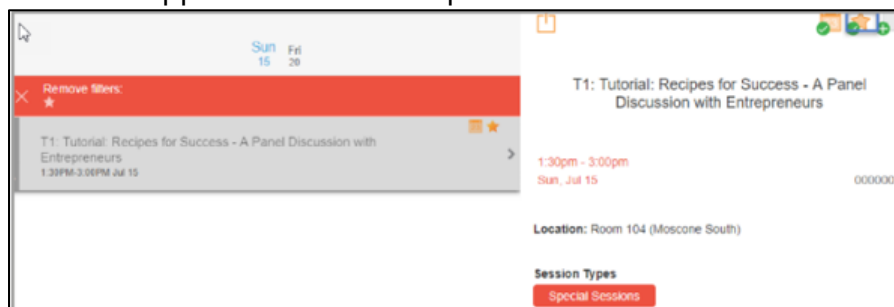 Sun Fri
15 20
Remove filters:
T1: Tutorial: Recipes for Success - A Panel Discussion with
Entrepreneurs
1:30PM-3:00PM Jul 15
T1: Tutorial: Recipes for Success - A Panel
Discussion with Entrepreneurs
1:30pm - 3:00pm
Sun, Jul 15
000000
Location: Room 104 (Moscone South)
Session Types
Special Sessions